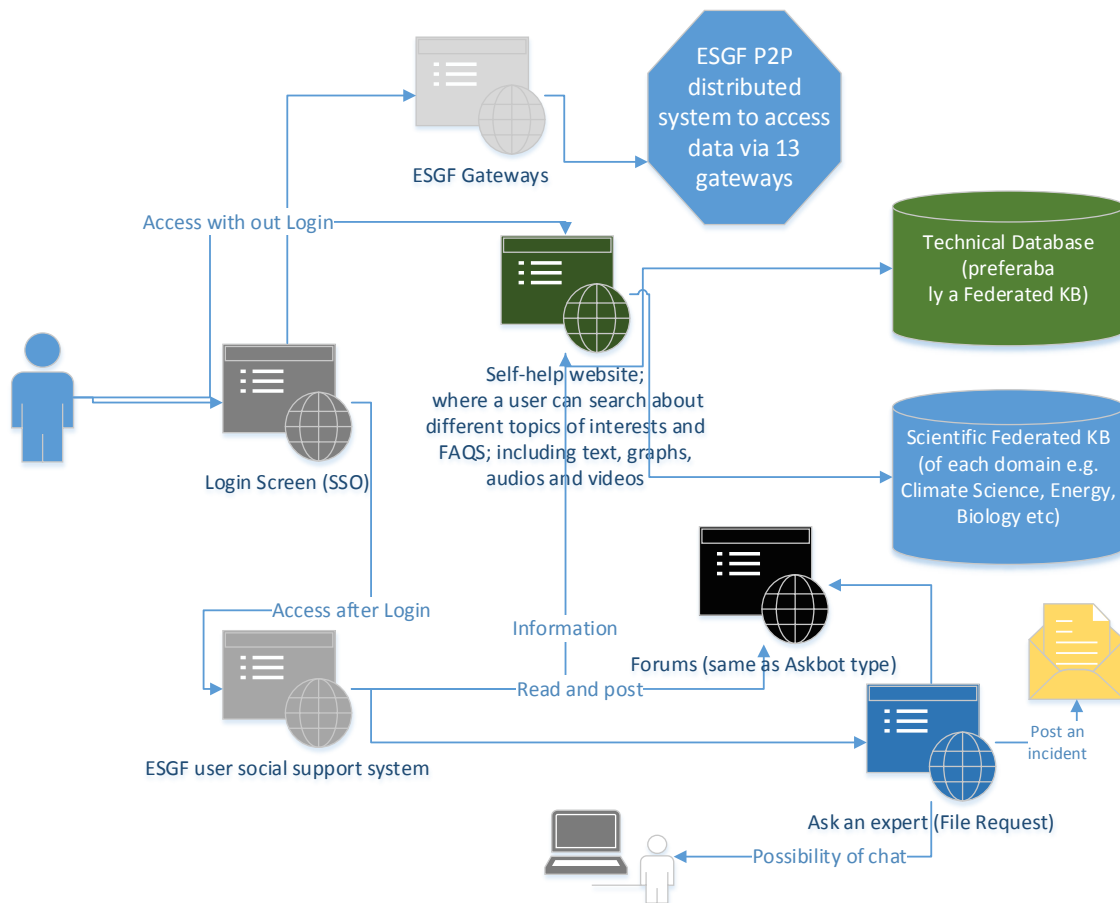 ESGF P2P
distributed
system to access
data via 13
gateways
ESGF Gateways
Access with out Login
Technical Database
(preferaba
ly a Federated KB)
Self-help website;
where a user can search about
different topics of interests and
FAQS; including text, graphs,
audios and videos
Login Screen (SSO)
Scientific Federated KB
(of each domain e.g.
Climate Science, Energy,
Biology etc)
Access after Login
Information
Forums (same as Askbot type)
Read and post
Post an
incident
ESGF user social support system
Ask an expert (File Request)
Possibility of chat